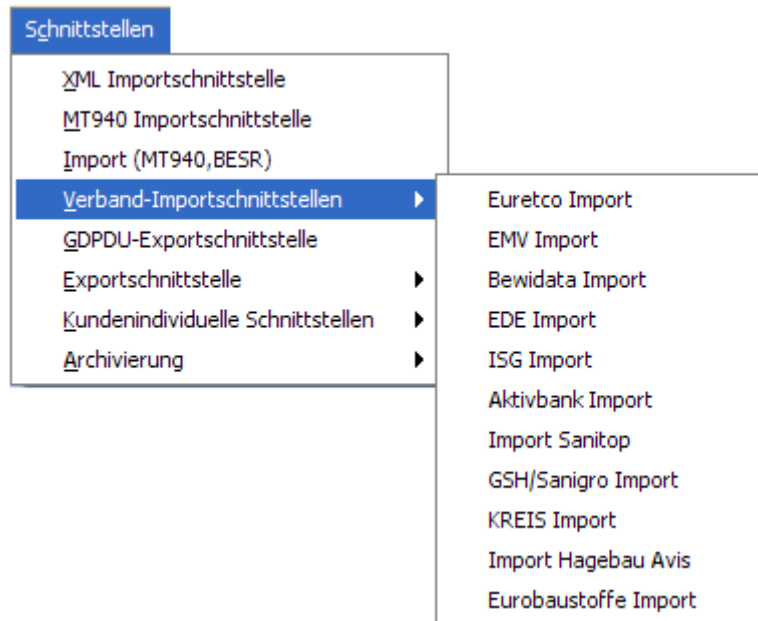 Schnittstellen
XML Importschnittstelle
MT940 Importschnittstelle
Import (MT940,BESR)
Verband-Importschnittstellen
GDPDU-Exportschnittstelle
Exportschnittstelle
Kundenindividuelle Schnittstellen
Archivierung
Euretco Import
EMV Import
Bewidata Import
EDE Import
ISG Import
Aktivbank Import
Import Sanitop
GSH/Sanigro Import
KREIS Import
Import Hagebau Avis
Eurobaustoffe Import